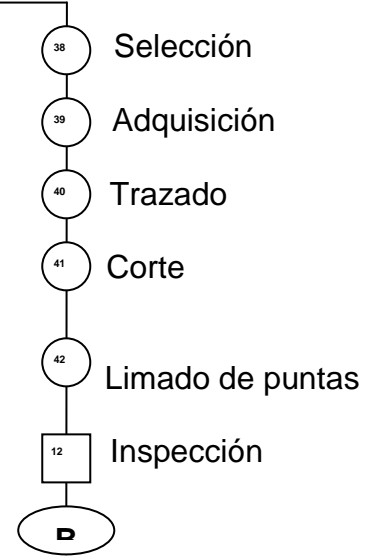 38 Selección
39 Adquisición
40 Trazado
41 Corte
42 Limado de puntas
12 Inspección